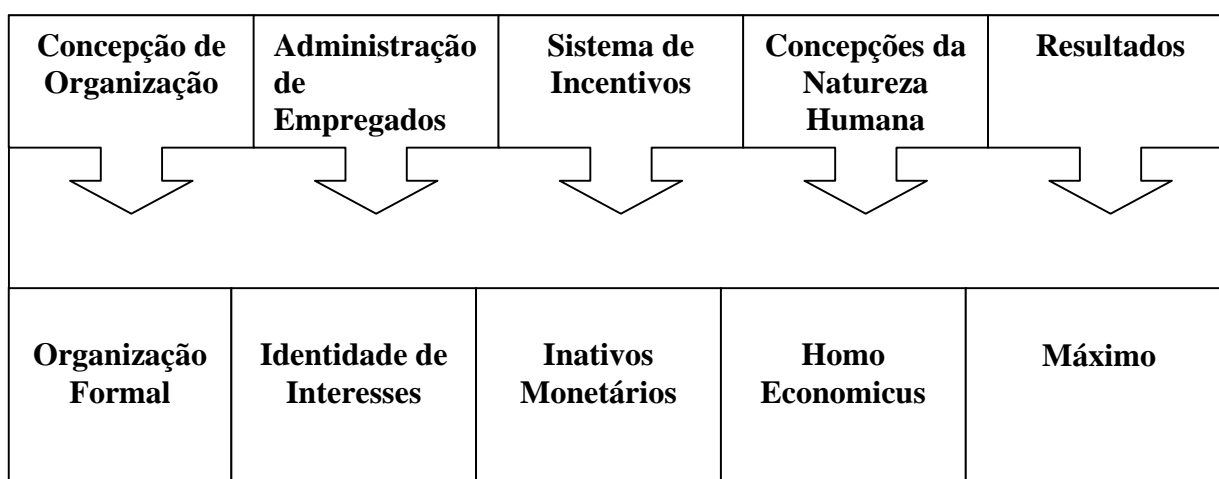 Concepção de
Organização
Administração
de
Empregados
Sistema de
Incentivos
Concepções da
Natureza
Humana
Resultados
Organização
Formal
Identidade de
Interesses
Inativos
Monetários
Homo
Economicus
Máximo